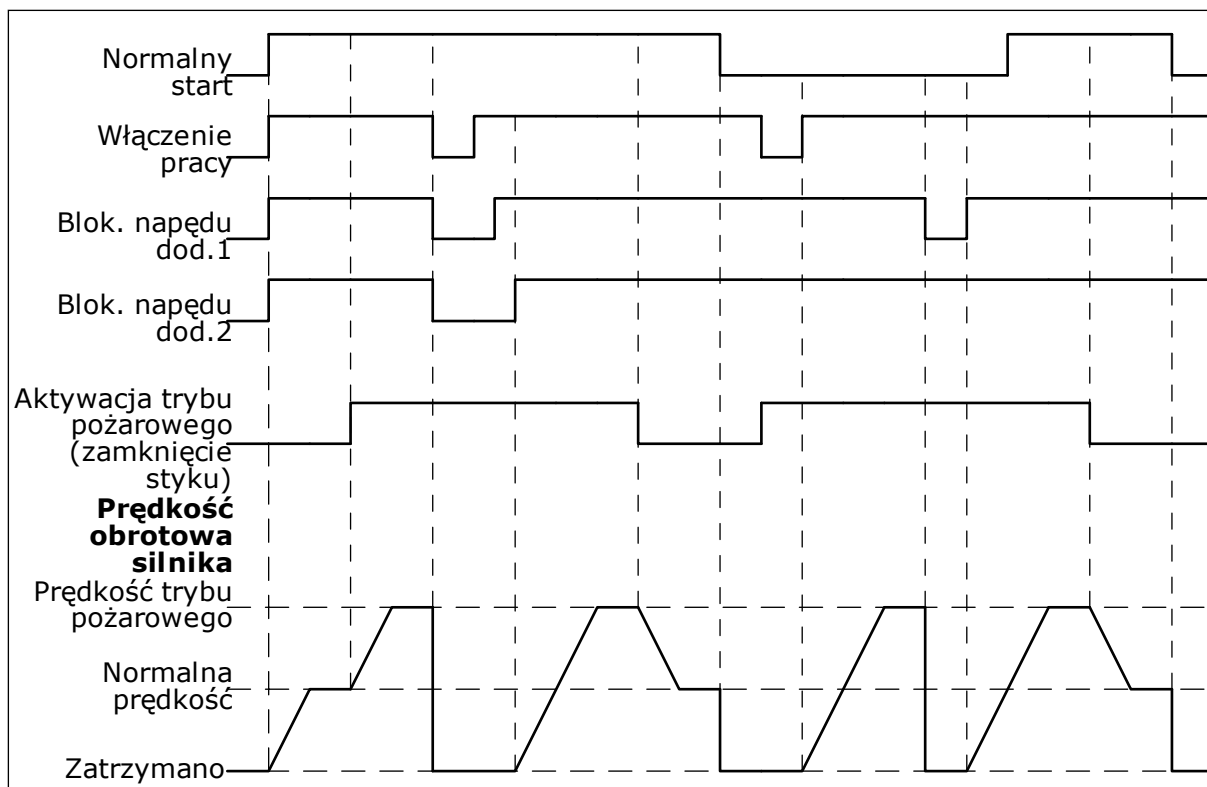 Normalny
start
Włączenie
pracy
Blok. napędu
dod.1
Blok. napędu
dod.2
Aktywacja trybu
pożarowego
(zamknięcie
styku)
Prędkość
obrotowa
silnika
Prędkość trybu
pożarowego
Normalna
prędkość
Zatrzymano